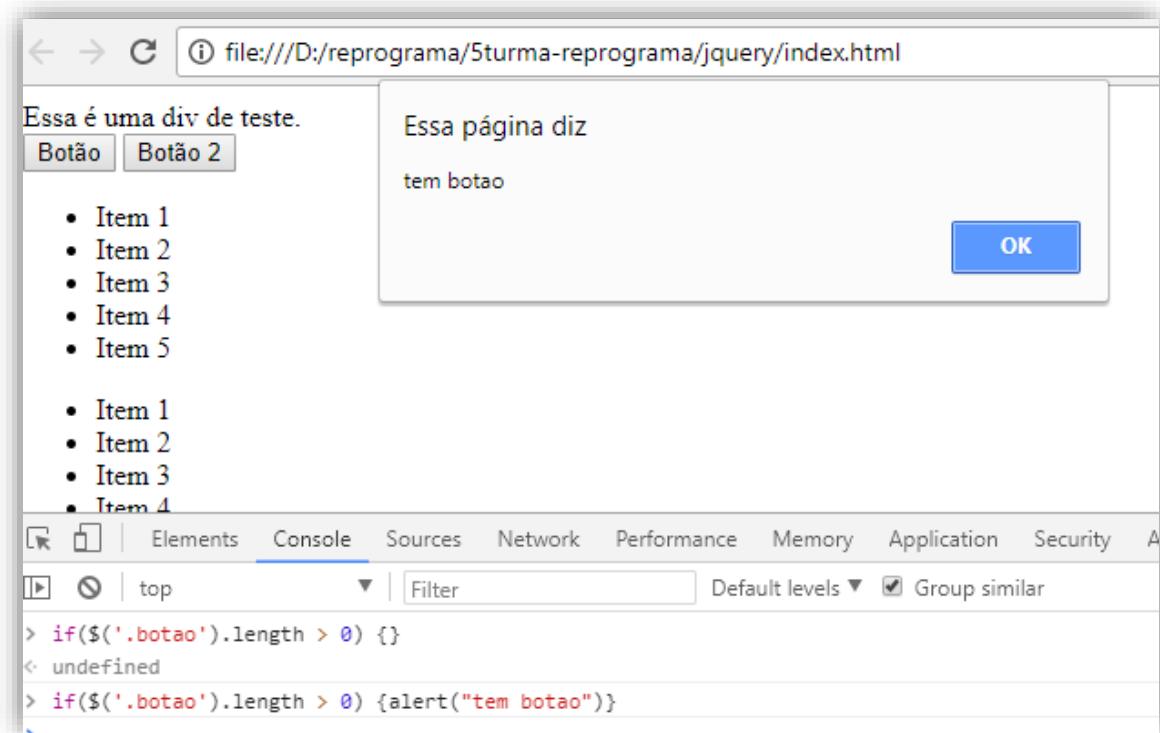 file:///D:/reprograma/5turma-reprograma/jquery/index.html
Essa é uma div de teste.
Botão Botão 2
Essa página diz
tem botao
OK
• Item 1
• Item 2
• Item 3
• Item 4
• Item 5
• Item 1
• Item 2
• Item 3
• Item 4
Elements Console Sources Network Performance Memory Application Security A
top Filter Default levels Group similar
> if($('.botao').length > 0) {}
undefined
> if($('.botao').length > 0) {alert("tem botao")}